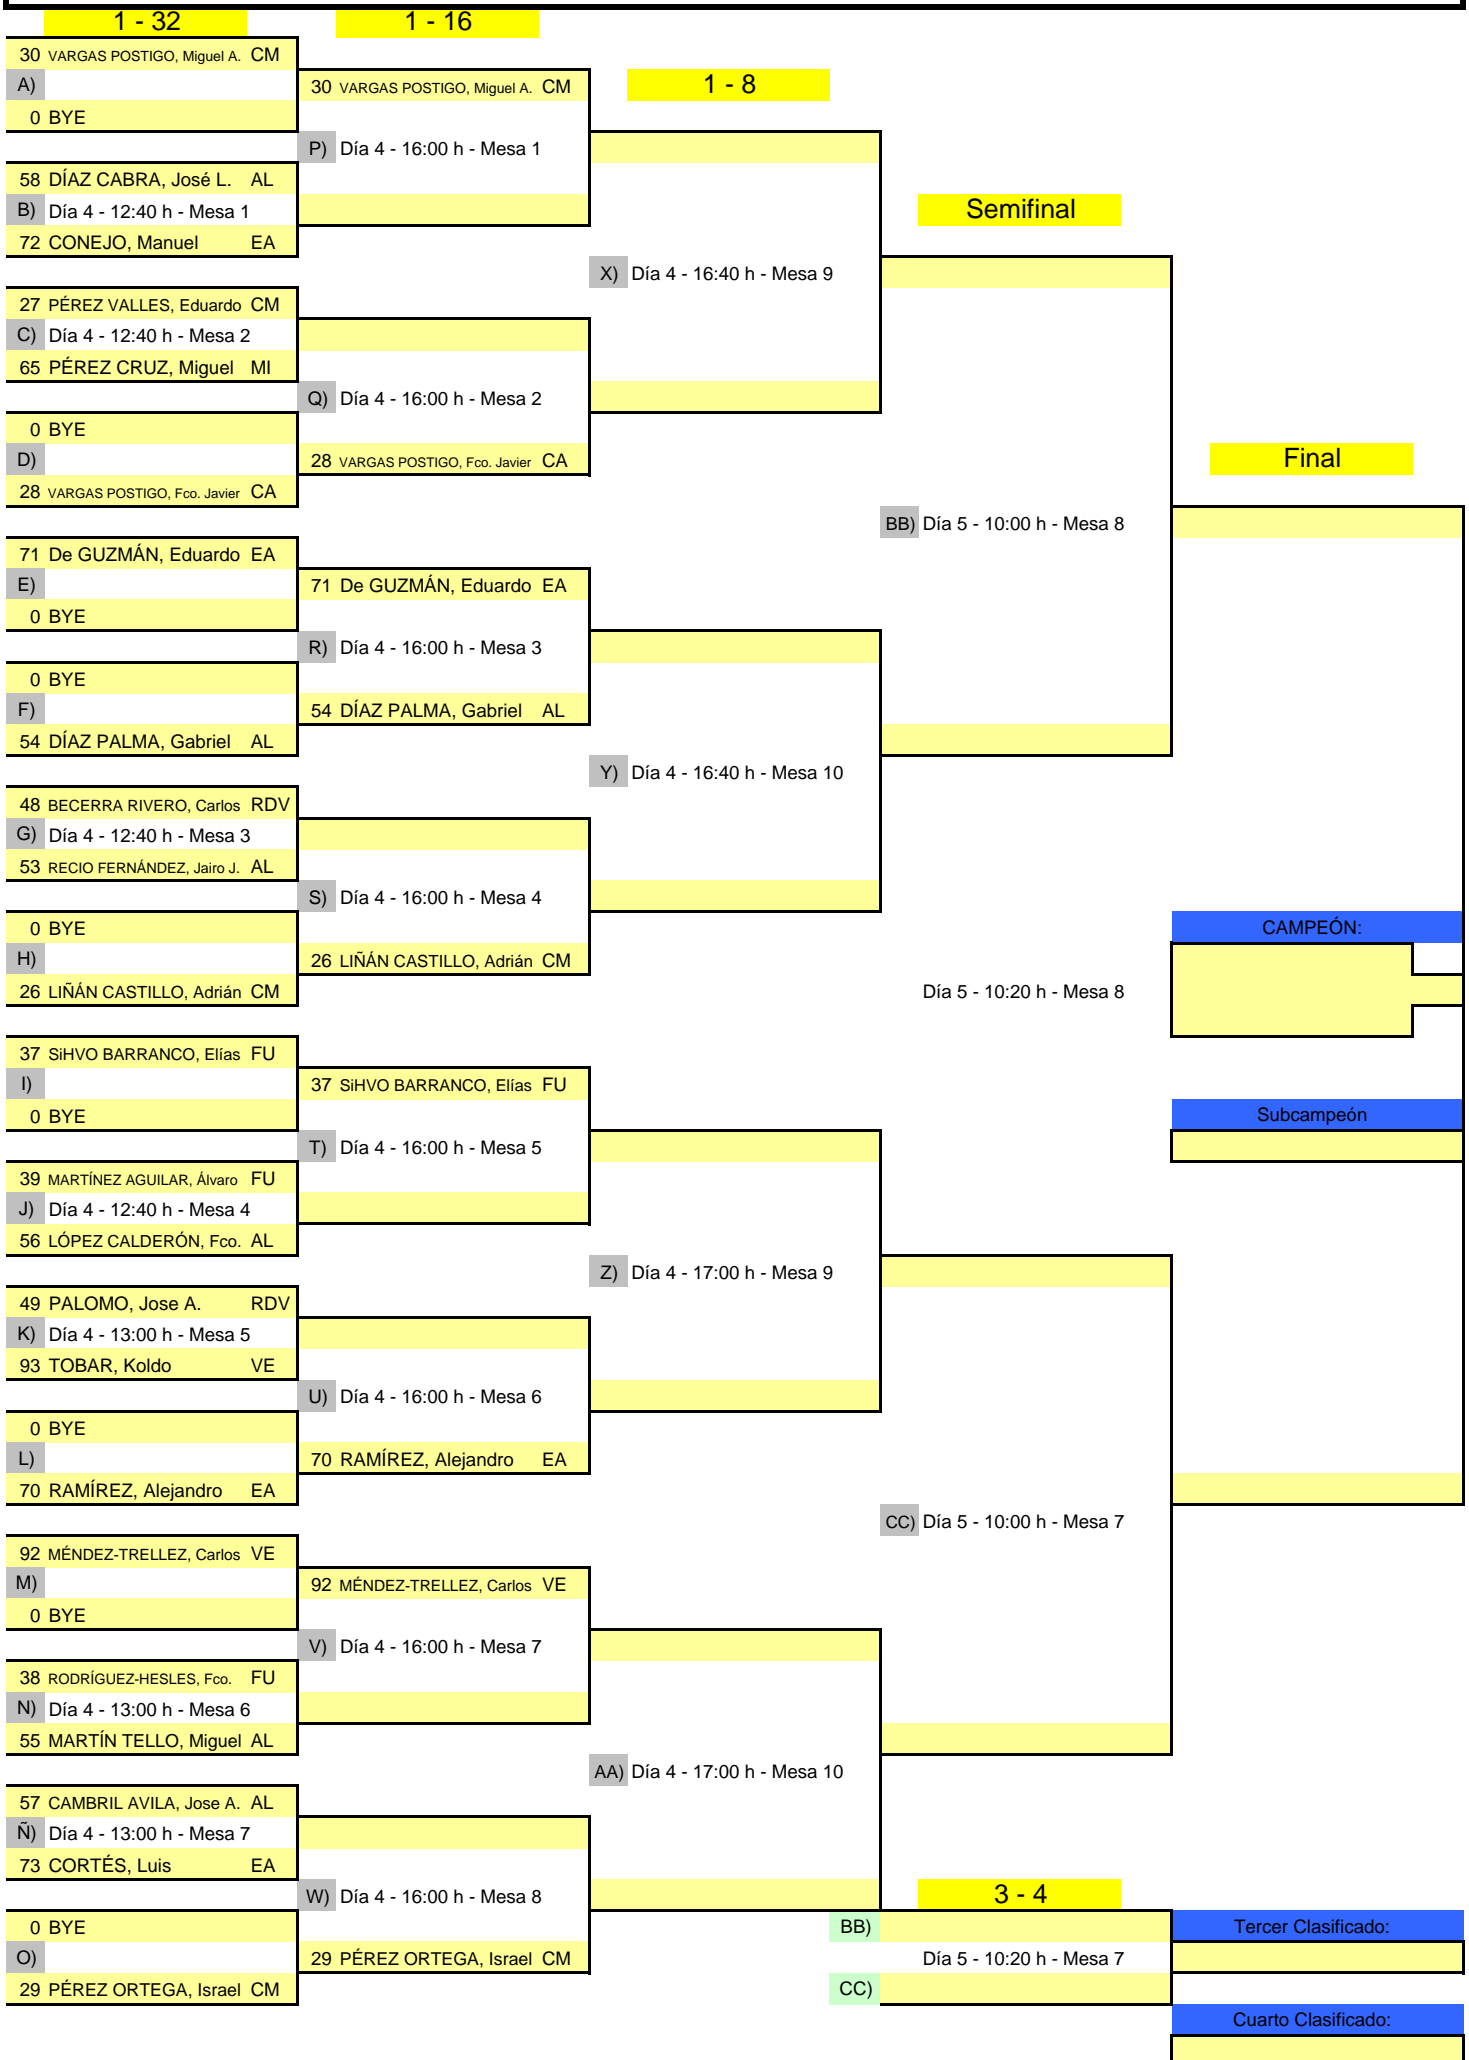 1 - 32
1 - 16
30 VARGAS POSTIGO, Miguel A. CM
A)
0 BYE
30 VARGAS POSTIGO, Miguel A. CM
1 - 8
P) Día 4 - 16:00 h - Mesa 1
58 DÍAZ CABRA, José L. AL
B) Día 4 - 12:40 h - Mesa 1
72 CONEJO, Manuel EA
Semifinal
X) Día 4 - 16:40 h - Mesa 9
27 PÉREZ VALLES, Eduardo CM
C) Día 4 - 12:40 h - Mesa 2
65 PÉREZ CRUZ, Miguel MI
Q) Día 4 - 16:00 h - Mesa 2
0 BYE
D)
28 VARGAS POSTIGO, Fco. Javier CA
28 VARGAS POSTIGO, Fco. Javier CA
Final
BB) Día 5 - 10:00 h - Mesa 8
71 De GUZMÁN, Eduardo EA
E)
0 BYE
71 De GUZMÁN, Eduardo EA
R) Día 4 - 16:00 h - Mesa 3
0 BYE
F)
54 DÍAZ PALMA, Gabriel AL
54 DÍAZ PALMA, Gabriel AL
Y) Día 4 - 16:40 h - Mesa 10
48 BECERRA RIVERO, Carlos RDV
G) Día 4 - 12:40 h - Mesa 3
53 RECIO FERNÁNDEZ, Jairo J. AL
S) Día 4 - 16:00 h - Mesa 4
0 BYE
H)
26 LIÑÁN CASTILLO, Adrián CM
26 LIÑÁN CASTILLO, Adrián CM
CAMPEÓN:
Día 5 - 10:20 h - Mesa 8
37 SiHVO BARRANCO, Elías FU
I)
0 BYE
37 SiHVO BARRANCO, Elías FU
Subcampeón
T) Día 4 - 16:00 h - Mesa 5
39 MARTÍNEZ AGUILAR, Álvaro FU
J) Día 4 - 12:40 h - Mesa 4
56 LÓPEZ CALDERÓN, Fco. AL
Z) Día 4 - 17:00 h - Mesa 9
49 PALOMO, Jose A. RDV
K) Día 4 - 13:00 h - Mesa 5
93 TOBAR, Koldo VE
U) Día 4 - 16:00 h - Mesa 6
0 BYE
L)
70 RAMÍREZ, Alejandro EA
70 RAMÍREZ, Alejandro EA
CC) Día 5 - 10:00 h - Mesa 7
92 MÉNDEZ-TRELLEZ, Carlos VE
M)
0 BYE
92 MÉNDEZ-TRELLEZ, Carlos VE
V) Día 4 - 16:00 h - Mesa 7
38 RODRÍGUEZ-HESLES, Fco. FU
N) Día 4 - 13:00 h - Mesa 6
55 MARTÍN TELLO, Miguel AL
AA) Día 4 - 17:00 h - Mesa 10
57 CAMBRIL AVILA, Jose A. AL
Ñ) Día 4 - 13:00 h - Mesa 7
73 CORTÉS, Luis EA
W) Día 4 - 16:00 h - Mesa 8
0 BYE
O)
29 PÉREZ ORTEGA, Israel CM
29 PÉREZ ORTEGA, Israel CM
3 - 4
BB)
Día 5 - 10:20 h - Mesa 7
CC)
Tercer Clasificado:
Cuarto Clasificado: